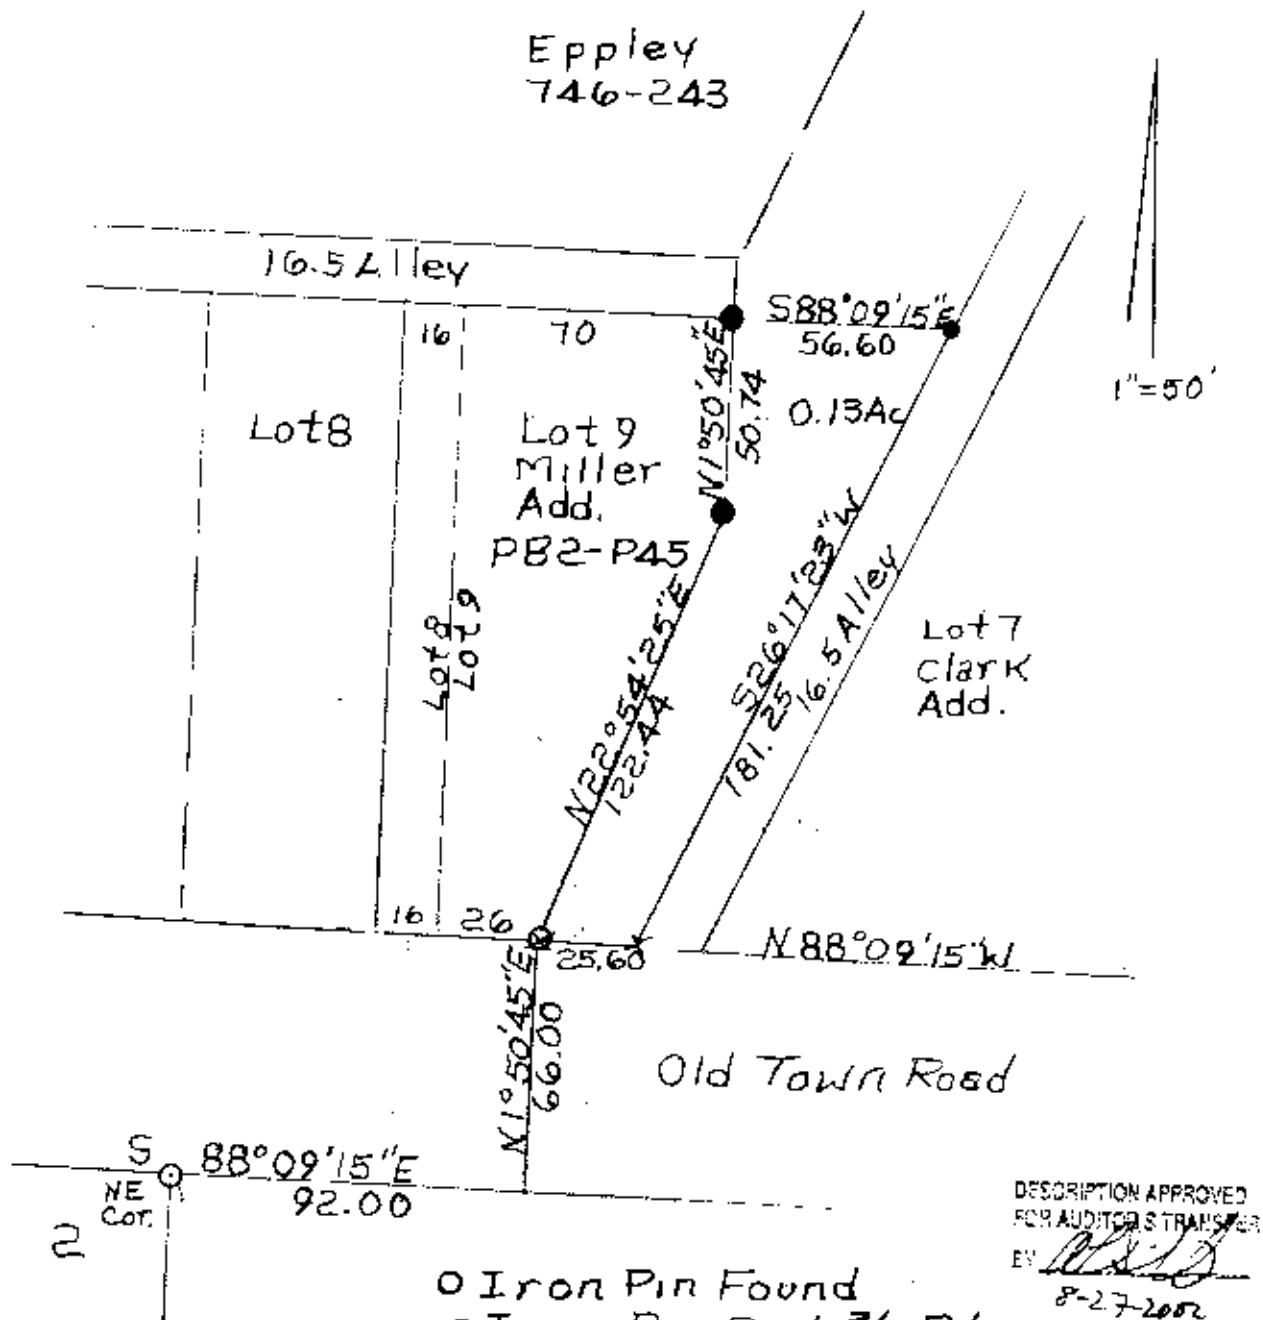 Eppley
746-243
16.5 Alley
S88°09'15"E
56.60
16
70
1"=50'
N1°50'45"E
50.74
0.13Ac
Lot 8
Lot 9
Miller
Add.
PB2-P45
Lot 8
Lot 9
N22°54'25"E
122.44
S26°17'23"W
181.25
16.5 Alley
Lot 7
Clark
Add.
16
26
25.60
N88°09'15"W
N1°50'45"E
66.00
Old Town Road
S 88°09'15"E
92.00
NE
Cor.
2
DESCRIPTION APPROVED
FOR AUDITOR'S TRANSFER
BY
8-27-2002
O Iron Pin Found